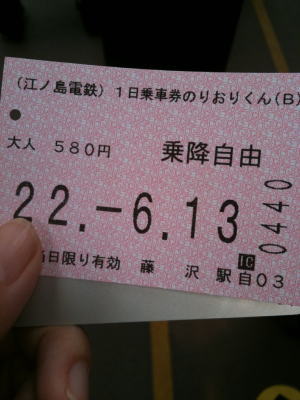 (江ノ島電鉄) 1日乗車券のりおりくん(B)
大人 580円 乗降自由
22.-6.13
0440
当日限り有効 藤沢駅自03
IC